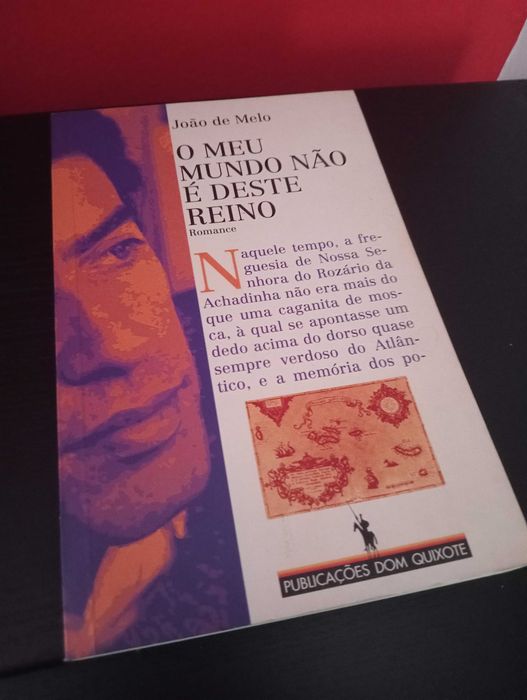 João de Melo
O MEU
MUNDO NÃO
É DESTE
REINO
Romance
Naquele tempo, a fre-
guesia de Nossa Se-
nhora do Rozário da
Achadinha não era mais do
que uma caganita de mos-
ca, à qual se apontasse um
dedo acima do dorso quase
sempre verdoso do Atlân-
tico, e a memória dos po-
PUBLICAÇÕES DOM QUIXOTE